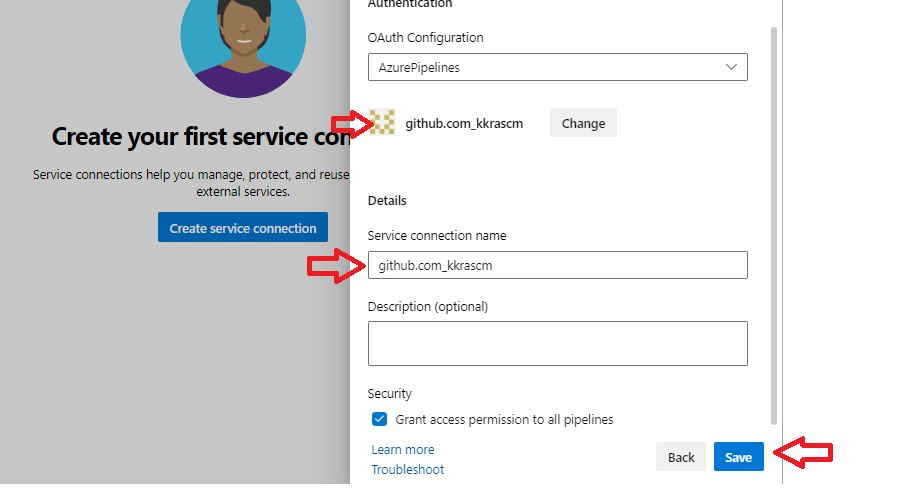 Authentication
OAuth Configuration
AzurePipelines
github.com_kkrascm
Change
Create your first service con
Service connections help you manage, protect, and reuse
external services.
Create service connection
Details
Service connection name
github.com_kkrascm
Description (optional)
Security
Grant access permission to all pipelines
Learn more
Troubleshoot
Back
Save